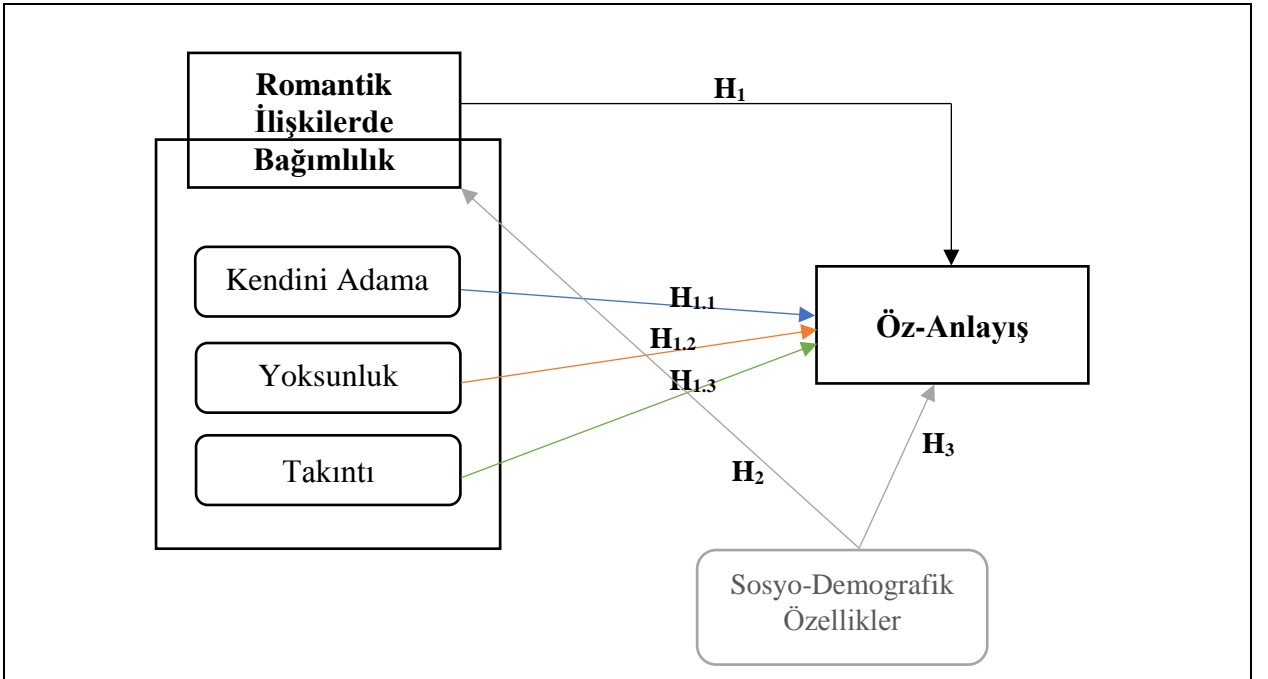 Romantik
İlişkilerde
Bağımlılık
H₁
Kendini Adama
H₁.₁
Öz-Anlayış
Yoksunluk
H₁.₂
H₁.₃
Takıntı
H₂
H₃
Sosyo-Demografik
Özellikler